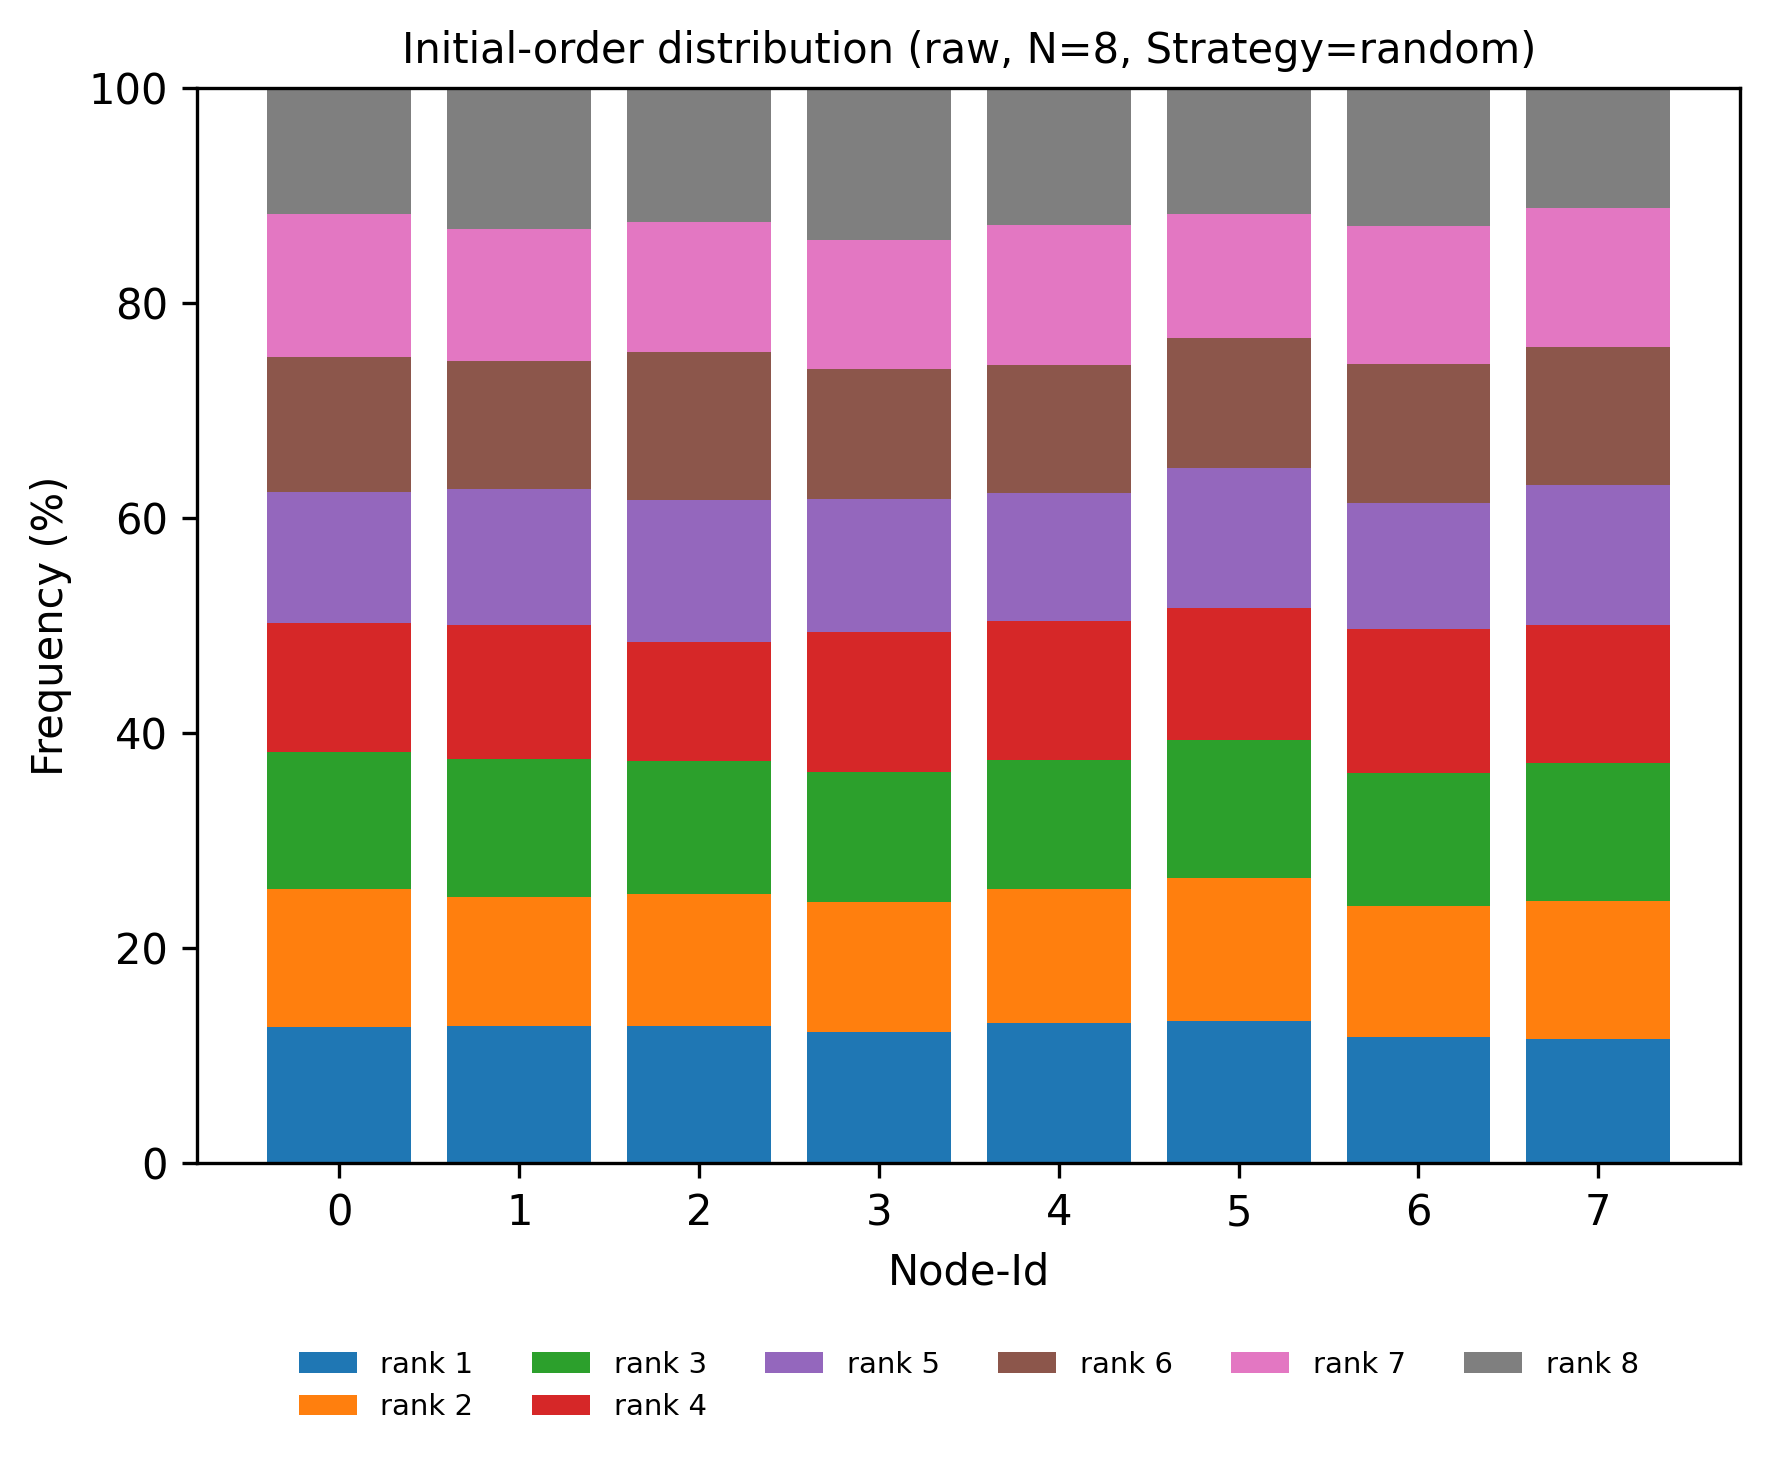 Initial-order distribution (raw, N=8, Strategy=random)
Frequency (%)
100
80
60
40
20
0
0 1 2 3 4 5 6 7
Node-Id
rank 1 rank 3 rank 5 rank 6 rank 7 rank 8
rank 2 rank 4